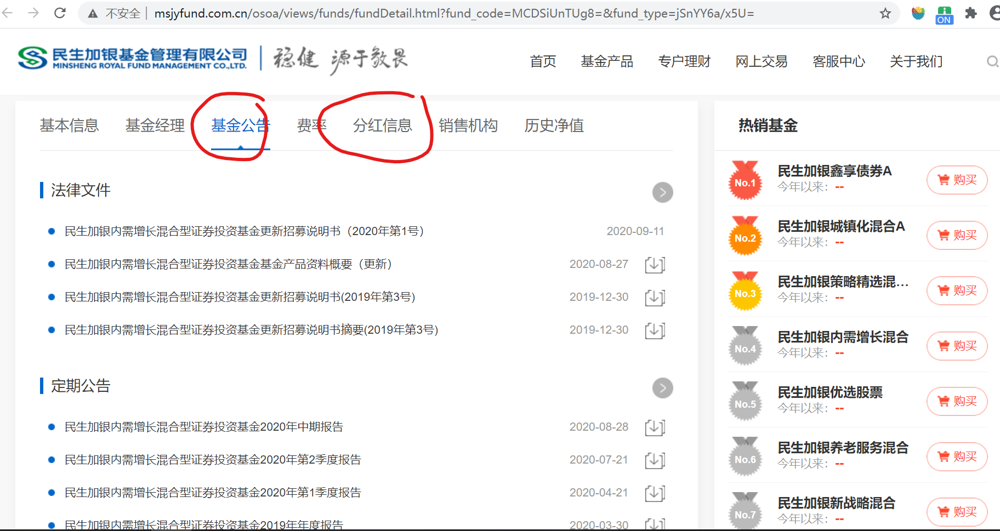 不安全 msjyfund.com.cn/osoa/views/funds/fundDetail.html?fund_code=MCDSiUnTUg8=&fund_type=jSnYY6a/x5U=
ON
民生加银基金管理有限公司
MINSHENG ROYAL FUND MANAGEMENT CO.,LTD.
稳健 源于敬畏
首页 基金产品 专户理财 网上交易 客服中心 关于我们
基本信息 基金经理 基金公告 费率 分红信息 销售机构 历史净值
法律文件
民生加银内需增长混合型证券投资基金更新招募说明书（2020年第1号） 2020-09-11
民生加银内需增长混合型证券投资基金基金产品资料概要（更新） 2020-08-27
民生加银内需增长混合型证券投资基金更新招募说明书(2019年第3号) 2019-12-30
民生加银内需增长混合型证券投资基金更新招募说明书摘要(2019年第3号) 2019-12-30
定期公告
民生加银内需增长混合型证券投资基金2020年中期报告 2020-08-28
民生加银内需增长混合型证券投资基金2020年第2季度报告 2020-07-21
民生加银内需增长混合型证券投资基金2020年第1季度报告 2020-04-21
民生加银内需增长混合型证券投资基金2019年年度报告 2020-03-30
热销基金
No.1 民生加银鑫享债券A 购买
今年以来： --
No.2 民生加银城镇化混合A 购买
今年以来： --
No.3 民生加银策略精选混... 购买
今年以来： --
No.4 民生加银内需增长混合 购买
今年以来： --
No.5 民生加银优选股票 购买
今年以来： --
No.6 民生加银养老服务混合 购买
今年以来： --
No.7 民生加银新战略混合 购买
今年以来： --